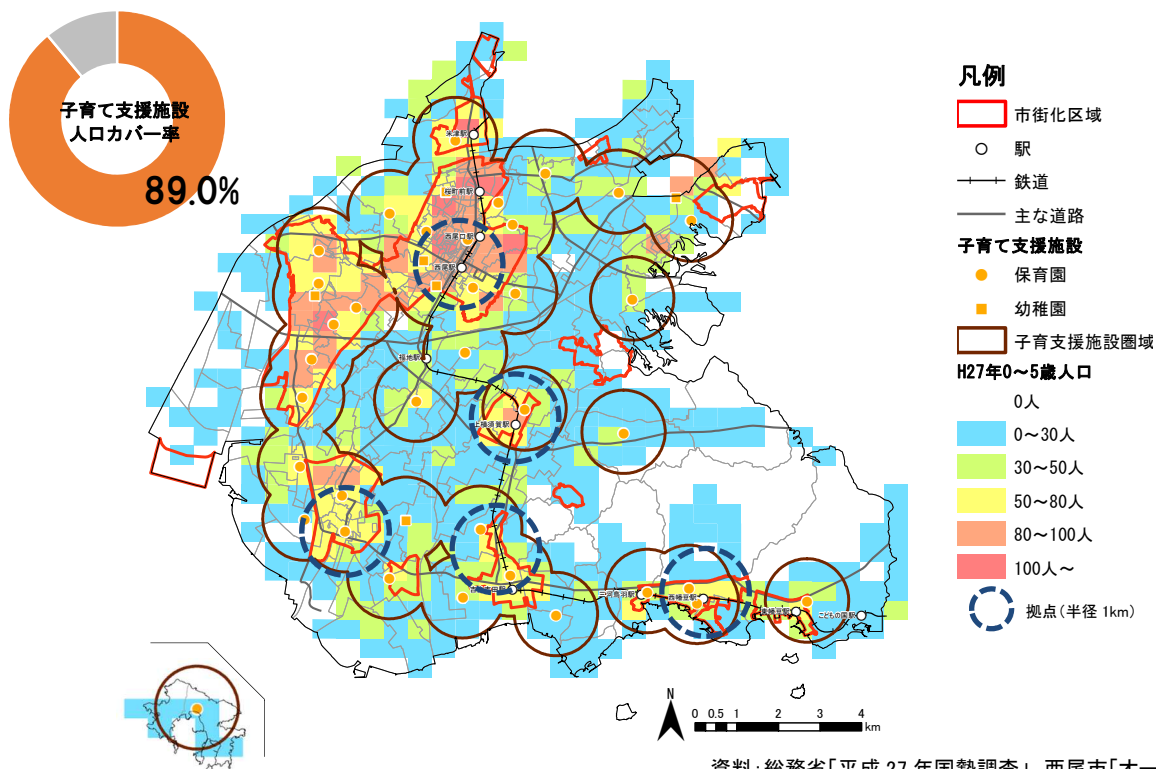 子育て支援施設
人口カバー率
89.0%
米津駅
桜町前駅
西尾口駅
西尾駅
福地駅
上横須賀駅
三河鳥羽駅
西幡豆駅
東幡豆駅
こどもの国駅
凡例
市街化区域
駅
鉄道
主な道路
子育て支援施設
保育園
幼稚園
子育支援施設圏域
H27年0～5歳人口
0人
0～30人
30～50人
50～80人
80～100人
100人～
拠点(半径 1km)
N
0 0.5 1 2 3 4
km
資料:総務省「平成 27 年国勢調査」、西尾市「オー